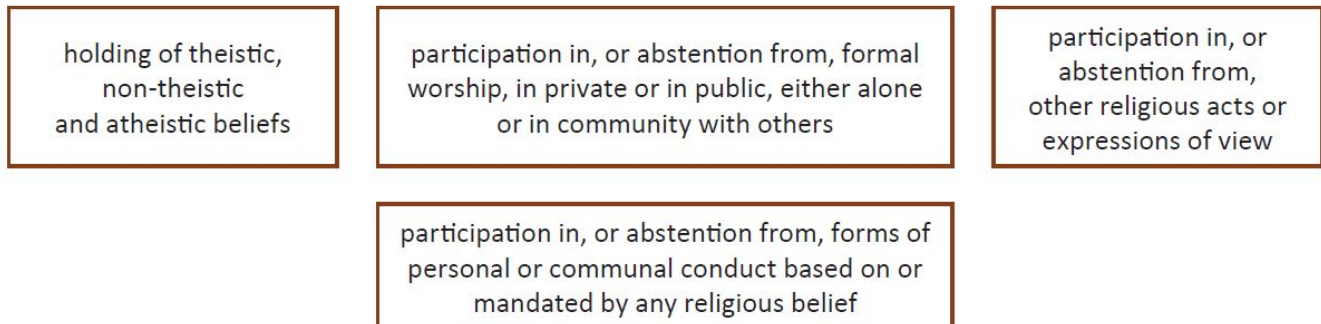 holding of theistic,
non-theistic
and atheistic beliefs
participation in, or abstention from, formal
worship, in private or in public, either alone
or in community with others
participation in, or
abstention from,
other religious acts or
expressions of view
participation in, or abstention from, forms of
personal or communal conduct based on or
mandated by any religious belief